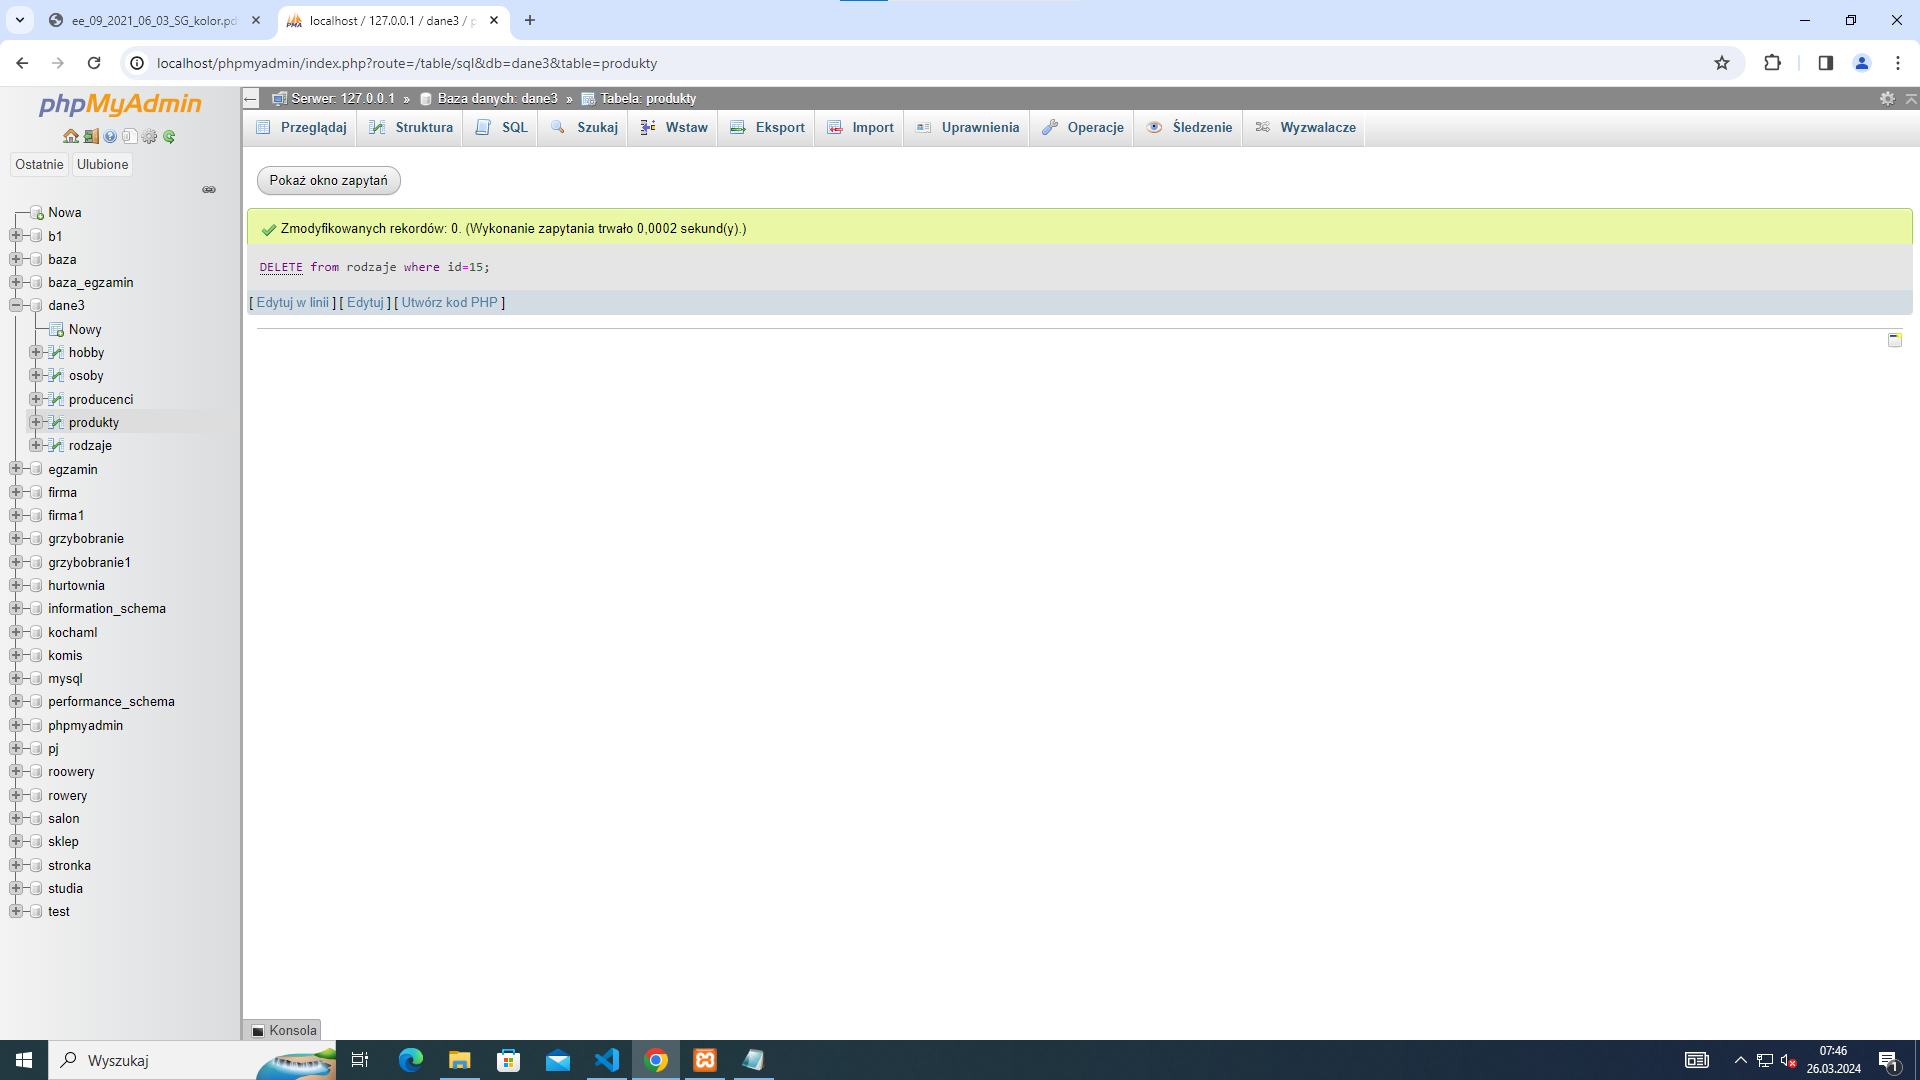 ee_09_2021_06_03_SG_kolor.pd
localhost / 127.0.0.1 / dane3 / p
localhost/phpmyadmin/index.php?route=/table/sql&db=dane3&table=produkty
phpMyAdmin
Ostatnie
Ulubione
Nowa
b1
baza
baza_egzamin
dane3
Nowy
hobby
osoby
producenci
produkty
rodzaje
egzamin
firma
firma1
grzybobranie
grzybobranie1
hurtownia
information_schema
kochaml
komis
mysql
performance_schema
phpmyadmin
pj
roowery
rowery
salon
sklep
stronka
studia
test
Serwer: 127.0.0.1 » Baza danych: dane3 » Tabela: produkty
Przeglądaj Struktura SQL Szukaj Wstaw Eksport Import Uprawnienia Operacje Śledzenie Wyzwalacze
Pokaż okno zapytań
Zmodyfikowanych rekordów: 0. (Wykonanie zapytania trwało 0,0002 sekund(y).)
DELETE from rodzaje where id=15;
[ Edytuj w linii ] [ Edytuj ] [ Utwórz kod PHP ]
Konsola
Wyszukaj
07:46
26.03.2024
1